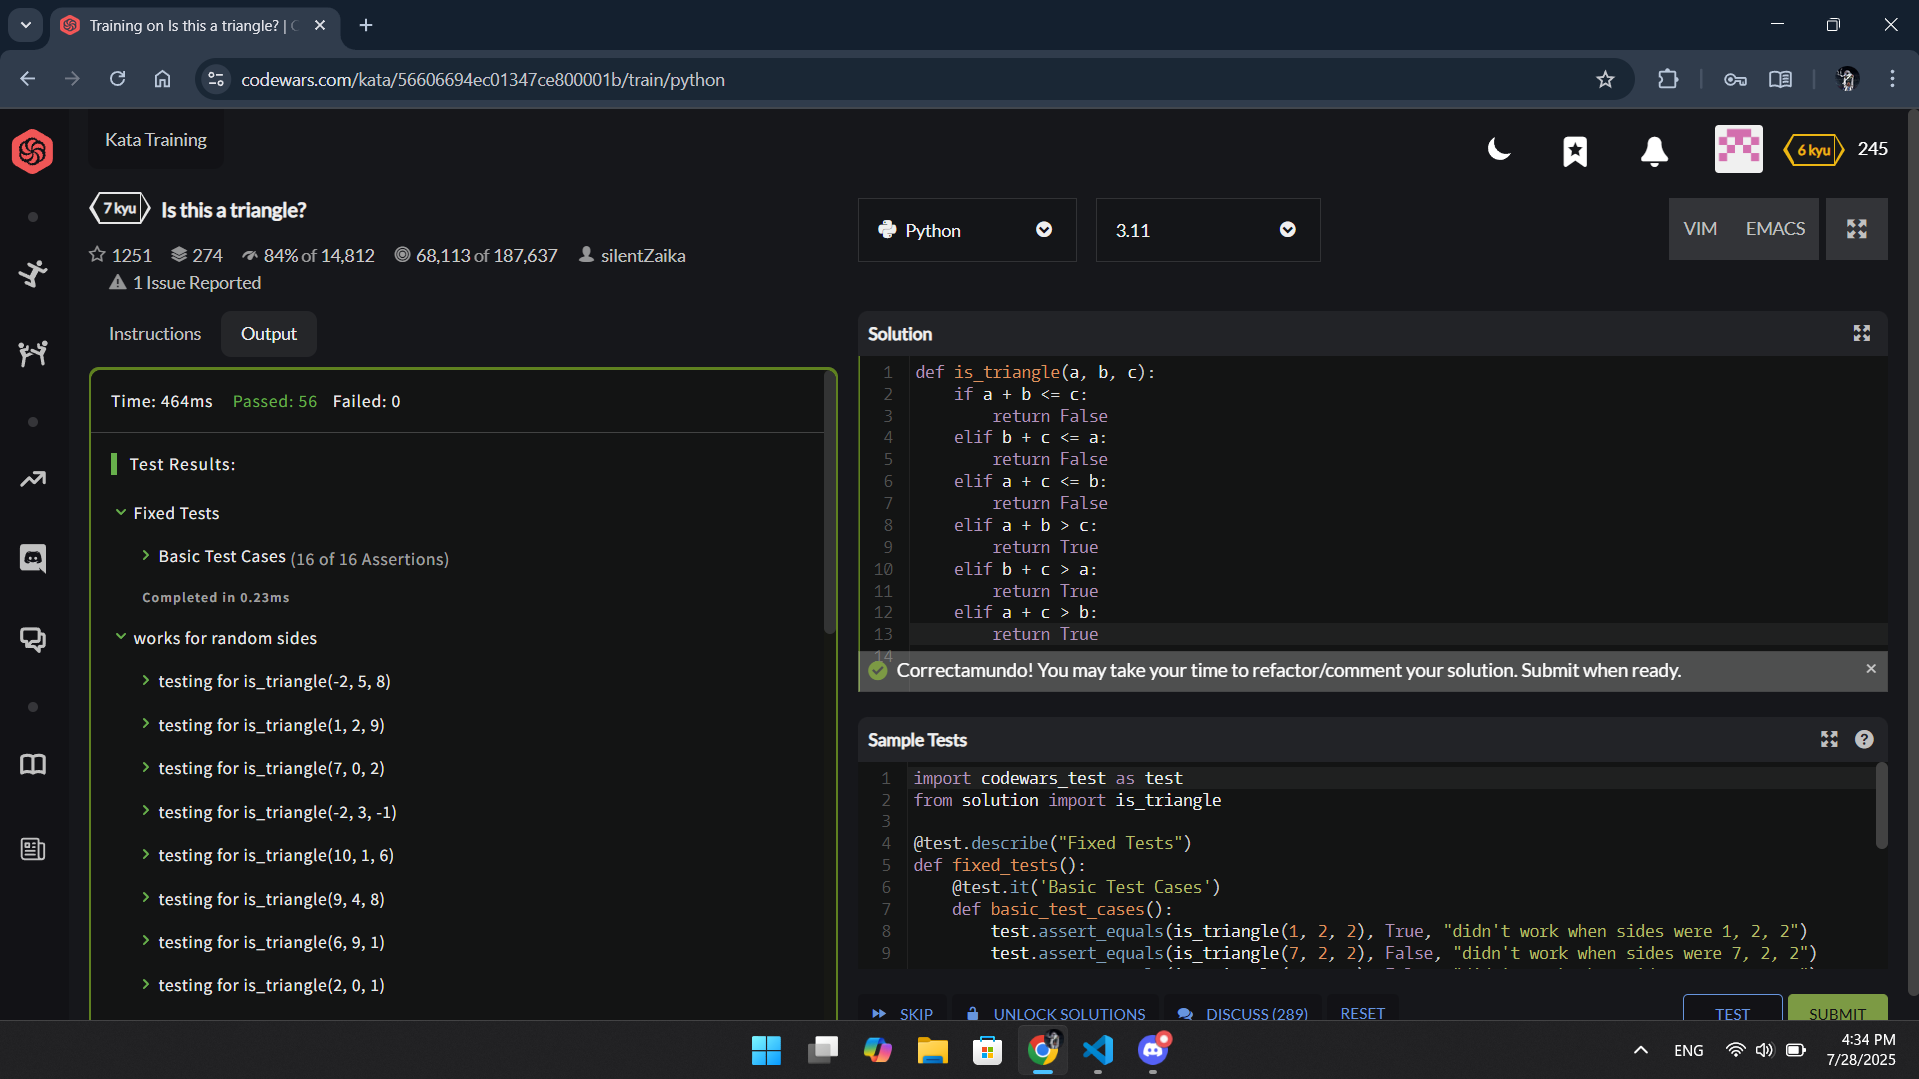 Training on Is this a triangle? | C
codewars.com/kata/56606694ec01347ce800001b/train/python
Kata Training
6 kyu
245
7 kyu
Is this a triangle?
1251
274
84% of 14,812
68,113 of 187,637
silentZaika
1 Issue Reported
Python
3.11
VIM
EMACS
Instructions
Output
Time: 464ms Passed: 56 Failed: 0
Test Results:
Fixed Tests
Basic Test Cases (16 of 16 Assertions)
Completed in 0.23ms
works for random sides
testing for is_triangle(-2, 5, 8)
testing for is_triangle(1, 2, 9)
testing for is_triangle(7, 0, 2)
testing for is_triangle(-2, 3, -1)
testing for is_triangle(10, 1, 6)
testing for is_triangle(9, 4, 8)
testing for is_triangle(6, 9, 1)
testing for is_triangle(2, 0, 1)
Solution
1 def is_triangle(a, b, c):
2 if a + b <= c:
3 return False
4 elif b + c <= a:
5 return False
6 elif a + c <= b:
7 return False
8 elif a + b > c:
9 return True
10 elif b + c > a:
11 return True
12 elif a + c > b:
13 return True
14
Correctamundo! You may take your time to refactor/comment your solution. Submit when ready.
Sample Tests
1 import codewars_test as test
2 from solution import is_triangle
3
4 @test.describe("Fixed Tests")
5 def fixed_tests():
6 @test.it('Basic Test Cases')
7 def basic_test_cases():
8 test.assert_equals(is_triangle(1, 2, 2), True, "didn't work when sides were 1, 2, 2")
9 test.assert_equals(is_triangle(7, 2, 2), False, "didn't work when sides were 7, 2, 2")
SKIP
UNLOCK SOLUTIONS
DISCUSS (289)
RESET
TEST
SUBMIT
ENG
4:34 PM
7/28/2025